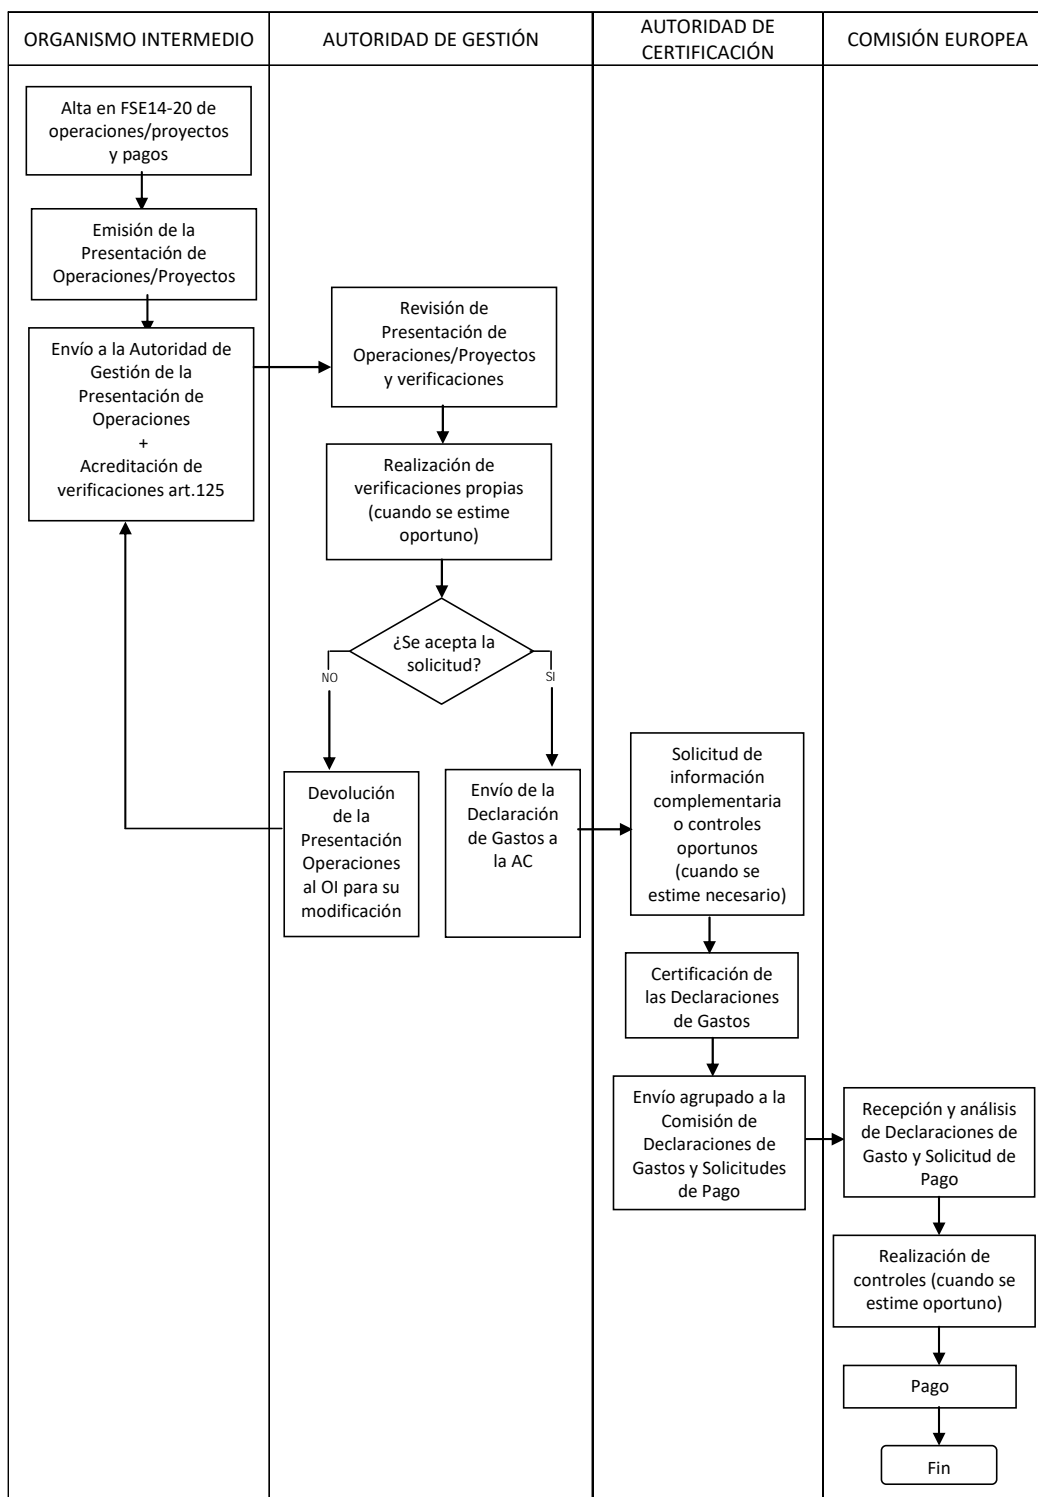 ORGANISMO INTERMEDIO
AUTORIDAD DE GESTIÓN
AUTORIDAD DE
CERTIFICACIÓN
COMISIÓN EUROPEA
Alta en FSE14-20 de
operaciones/proyectos
y pagos
Emisión de la
Presentación de
Operaciones/Proyectos
Envío a la Autoridad de
Gestión de la
Presentación de
Operaciones
+
Acreditación de
verificaciones art.125
Revisión de
Presentación de
Operaciones/Proyectos
y verificaciones
Realización de
verificaciones propias
(cuando se estime
oportuno)
¿Se acepta la
solicitud?
NO
SI
Devolución
de la
Presentación
Operaciones
al OI para su
modificación
Envío de la
Declaración
de Gastos a
la AC
Solicitud de
información
complementaria
o controles
oportunos
(cuando se
estime necesario)
Certificación de
las Declaraciones
de Gastos
Envío agrupado a la
Comisión de
Declaraciones de
Gastos y Solicitudes
de Pago
Recepción y análisis
de Declaraciones de
Gasto y Solicitud de
Pago
Realización de
controles (cuando se
estime oportuno)
Pago
Fin